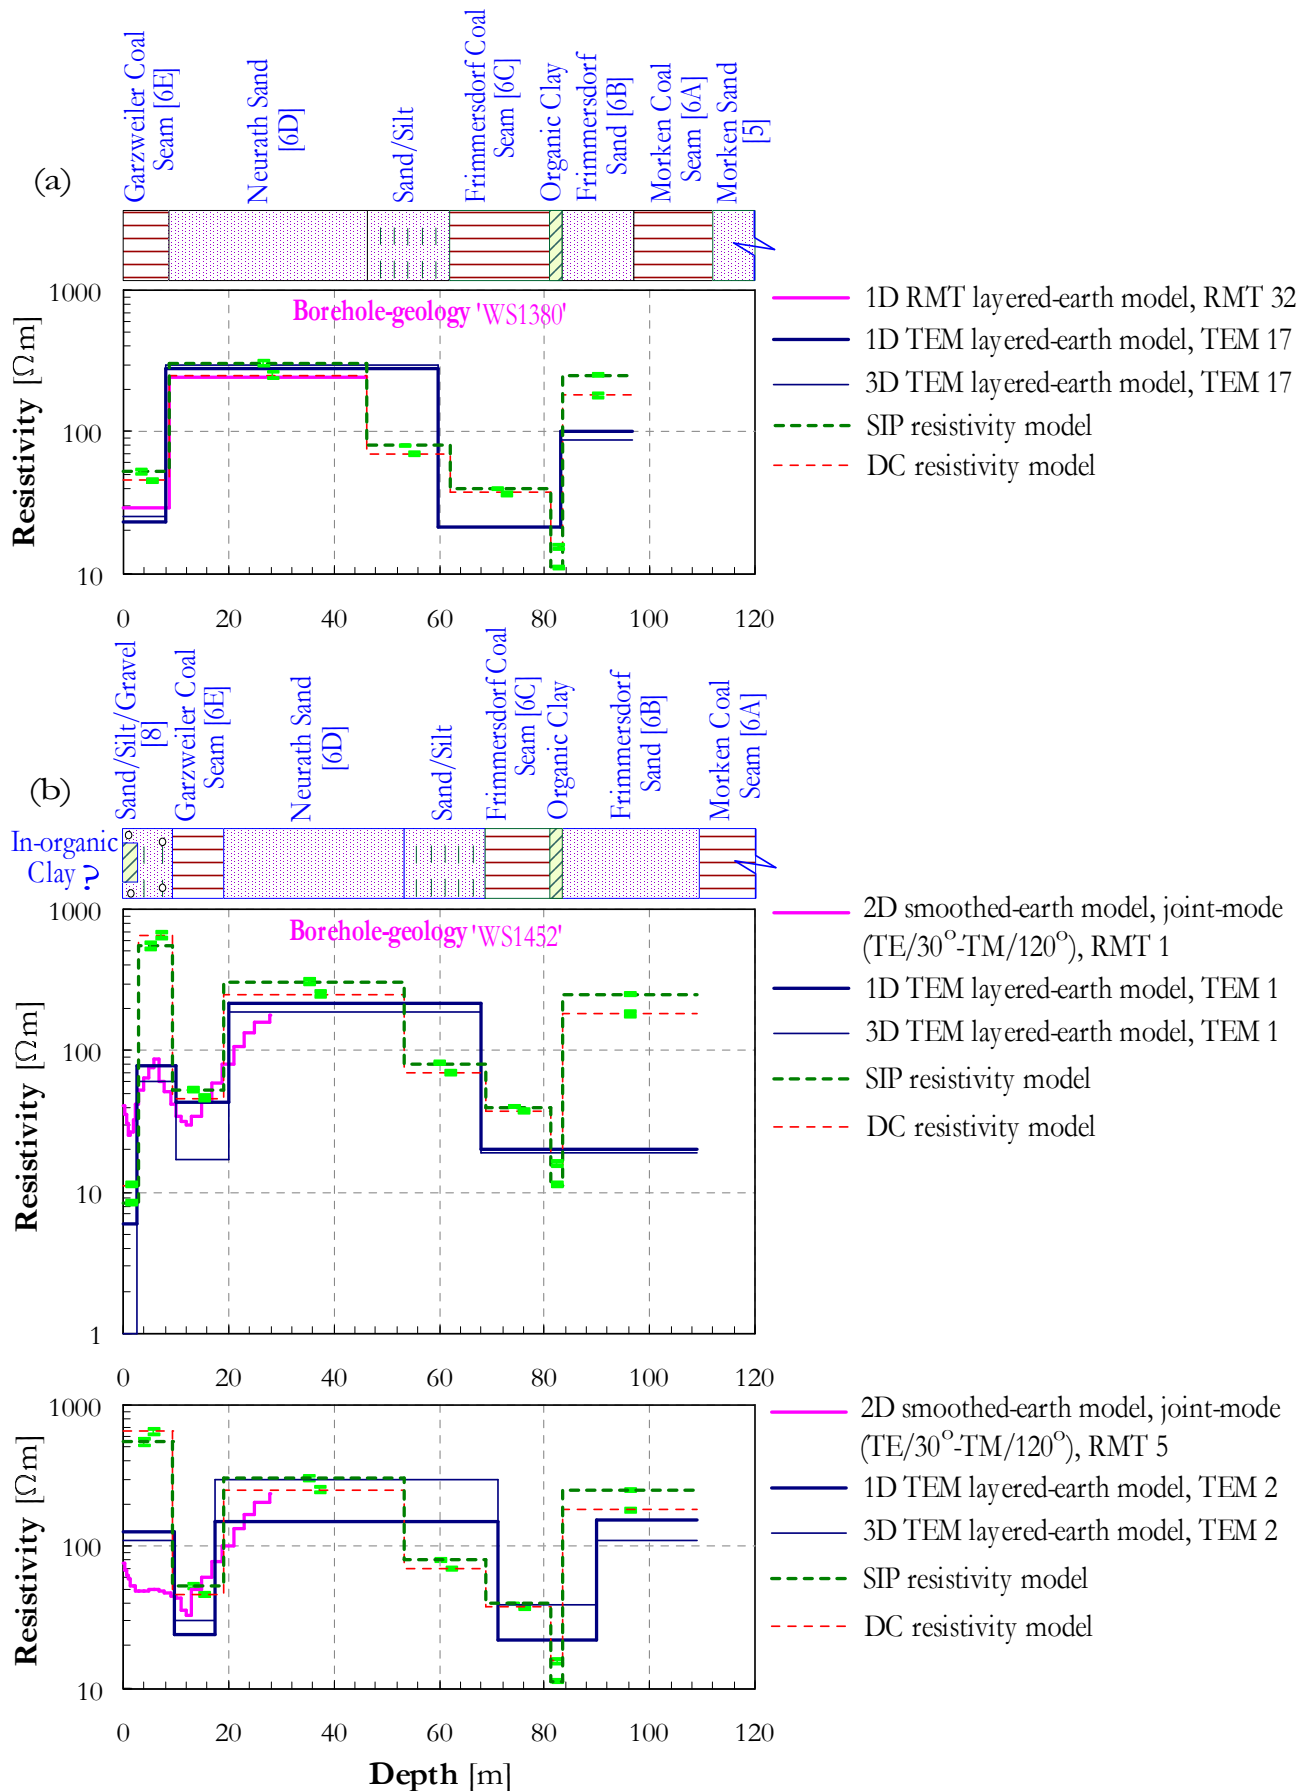 (a)
Garzweiler Coal
Seam [6E]
Neurath Sand
[6D]
Sand/Silt
Frimmersdorf Coal
Seam [6C]
Organic Clay
Frimmersdorf
Sand [6B]
Morken Coal
Seam [6A]
Morken Sand
[5]
Borehole-geology 'WS1380'
Resistivity [Ωm]
1000
100
10
0 20 40 60 80 100 120
1D RMT layered-earth model, RMT 32
1D TEM layered-earth model, TEM 17
3D TEM layered-earth model, TEM 17
SIP resistivity model
DC resistivity model
(b)
Sand/Silt/Gravel
[8]
Garzweiler Coal
Seam [6E]
Neurath Sand
[6D]
Sand/Silt
Frimmersdorf Coal
Seam [6C]
Organic Clay
Frimmersdorf
Sand [6B]
Morken Coal
Seam [6A]
In-organic
Clay ?
Borehole-geology 'WS1452'
Resistivity [Ωm]
1000
100
10
1
0 20 40 60 80 100 120
2D smoothed-earth model, joint-mode
(TE/30°-TM/120°), RMT 1
1D TEM layered-earth model, TEM 1
3D TEM layered-earth model, TEM 1
SIP resistivity model
DC resistivity model
Resistivity [Ωm]
1000
100
10
0 20 40 60 80 100 120
Depth [m]
2D smoothed-earth model, joint-mode
(TE/30°-TM/120°), RMT 5
1D TEM layered-earth model, TEM 2
3D TEM layered-earth model, TEM 2
SIP resistivity model
DC resistivity model